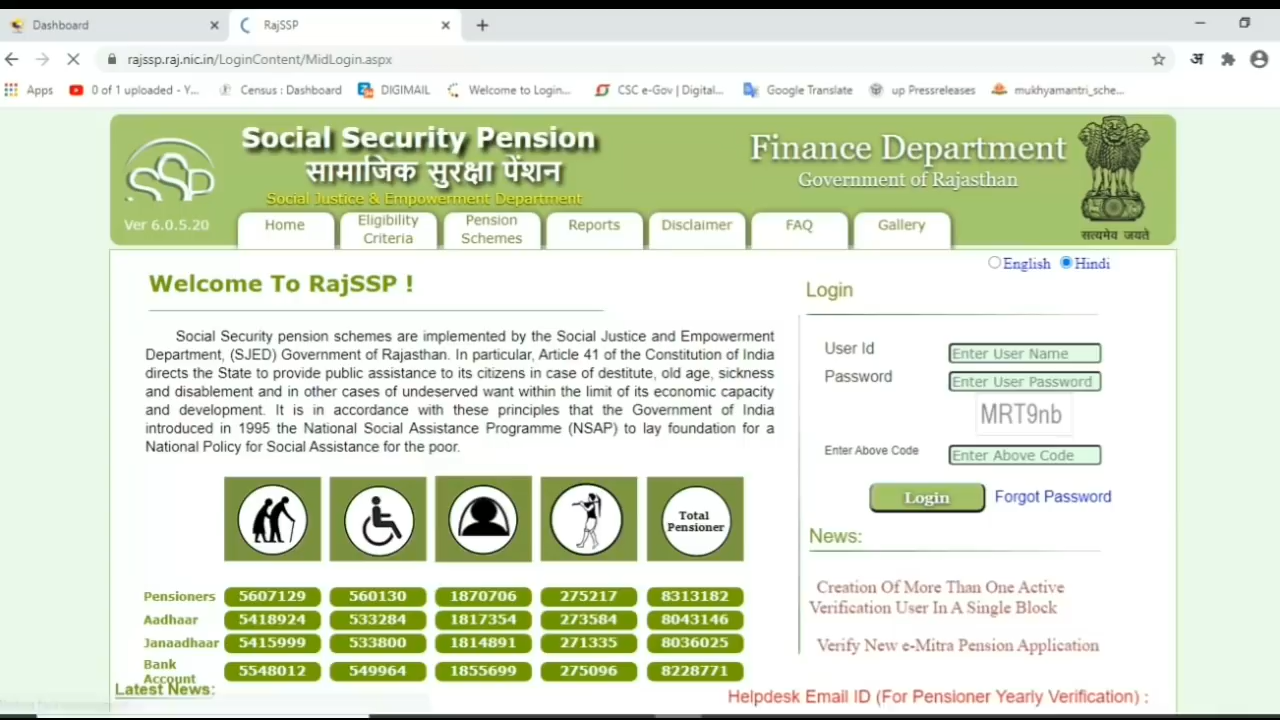 Dashboard
RajSSP
rajssp.raj.nic.in/LoginContent/MidLogin.aspx
अ
Apps
0 of 1 uploaded - Y...
Census : Dashboard
DIGIMAIL
Welcome to Login...
CSC e-Gov | Digital...
Google Translate
up Pressreleases
mukhyamantri_sche...
Social Security Pension
सामाजिक सुरक्षा पेंशन
Social Justice & Empowerment Department
Finance Department
Government of Rajasthan
सत्यमेव जयते
SSP
Ver 6.0.5.20
Home
Eligibility
Criteria
Pension
Schemes
Reports
Disclaimer
FAQ
Gallery
English
Hindi
Welcome To RajSSP !
Social Security pension schemes are implemented by the Social Justice and Empowerment
Department, (SJED) Government of Rajasthan. In particular, Article 41 of the Constitution of India
directs the State to provide public assistance to its citizens in case of destitute, old age, sickness
and disablement and in other cases of undeserved want within the limit of its economic capacity
and development. It is in accordance with these principles that the Government of India
introduced in 1995 the National Social Assistance Programme (NSAP) to lay foundation for a
National Policy for Social Assistance for the poor.
Login
User Id
Enter User Name
Password
Enter User Password
MRT9nb
Enter Above Code
Enter Above Code
Login
Forgot Password
News:
Creation Of More Than One Active
Verification User In A Single Block
Verify New e-Mitra Pension Application
Total
Pensioner
Pensioners 5607129 560130 1870706 275217 8313182
Aadhaar 5418924 533284 1817354 273584 8043146
Janaadhaar 5415999 533800 1814891 271335 8036025
Bank
Account 5548012 549964 1855699 275096 8228771
Latest News:
Helpdesk Email ID (For Pensioner Yearly Verification) :